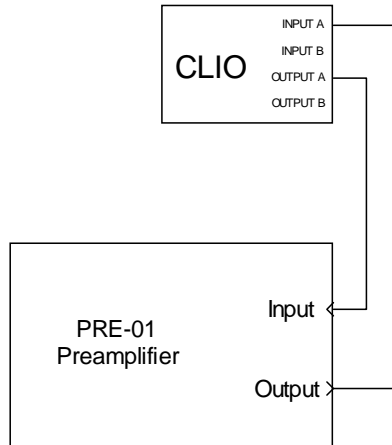 INPUT A
INPUT B
CLIO
OUTPUT A
OUTPUT B
Input
PRE-01
Preamplifier
Output